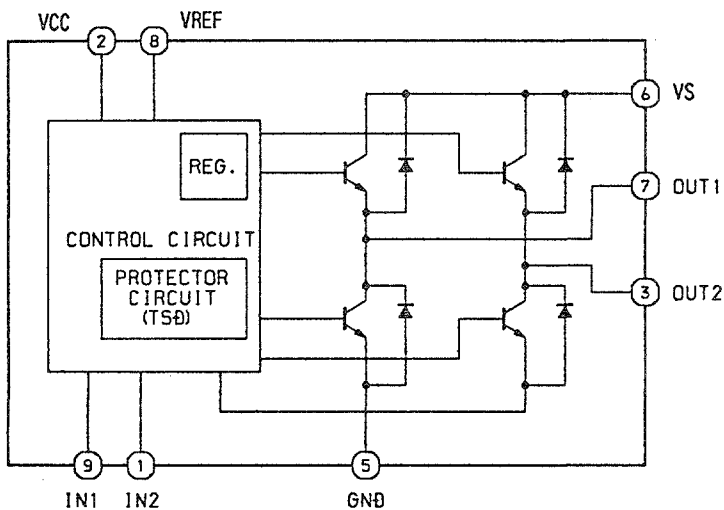 VCC
VREF
2
8
6
VS
REG.
7
OUT1
CONTROL CIRCUIT
PROTECTOR
CIRCUIT
(TSD)
3
OUT2
9
1
5
IN1
IN2
GND